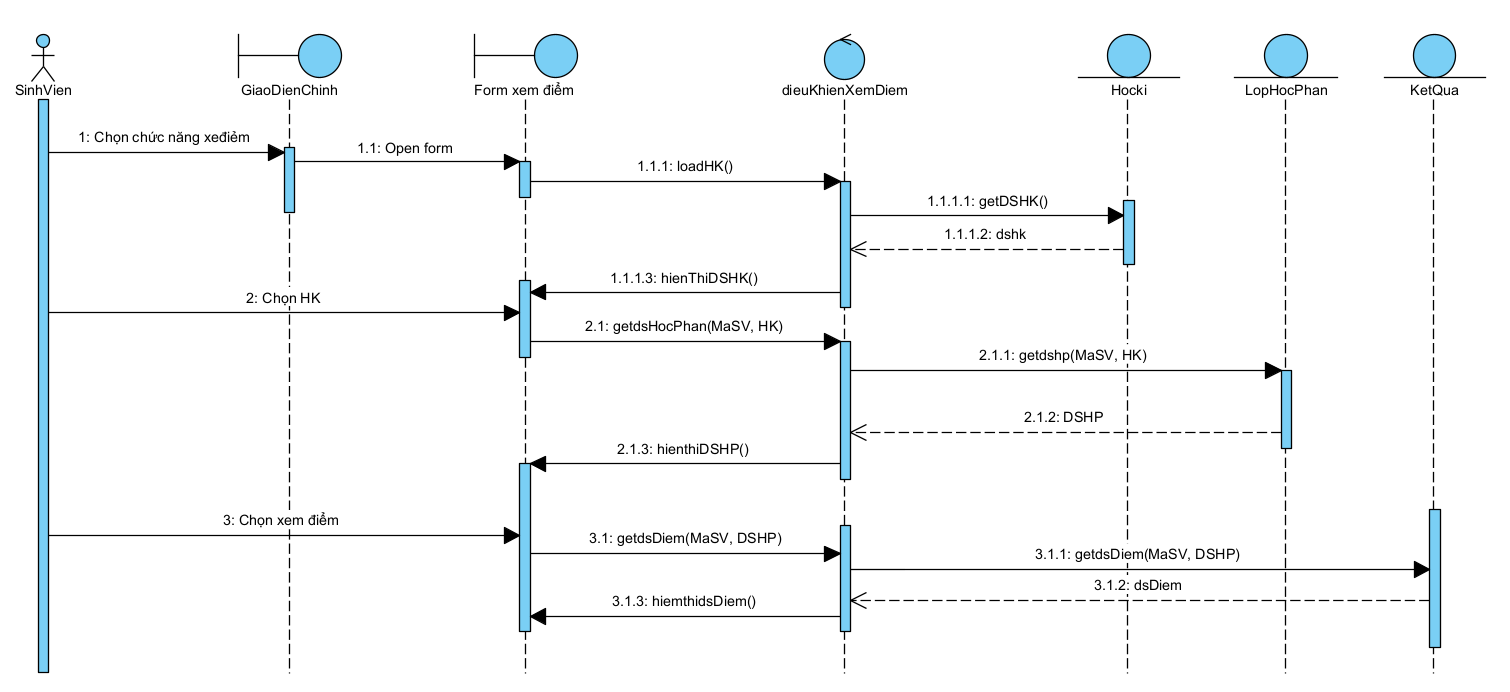 SinhVien
GiaoDienChinh
Form xem điểm
dieuKhienXemDiem
Hocki
LopHocPhan
KetQua
1: Chọn chức năng xeđiẻm
1.1: Open form
1.1.1: loadHK()
1.1.1.1: getDSHK()
1.1.1.2: dshk
1.1.1.3: hienThiDSHK()
2: Chọn HK
2.1: getdsHocPhan(MaSV, HK)
2.1.1: getdshp(MaSV, HK)
2.1.2: DSHP
2.1.3: hienthiDSHP()
3: Chọn xem điểm
3.1: getdsDiem(MaSV, DSHP)
3.1.1: getdsDiem(MaSV, DSHP)
3.1.2: dsDiem
3.1.3: hiemthidsDiem()